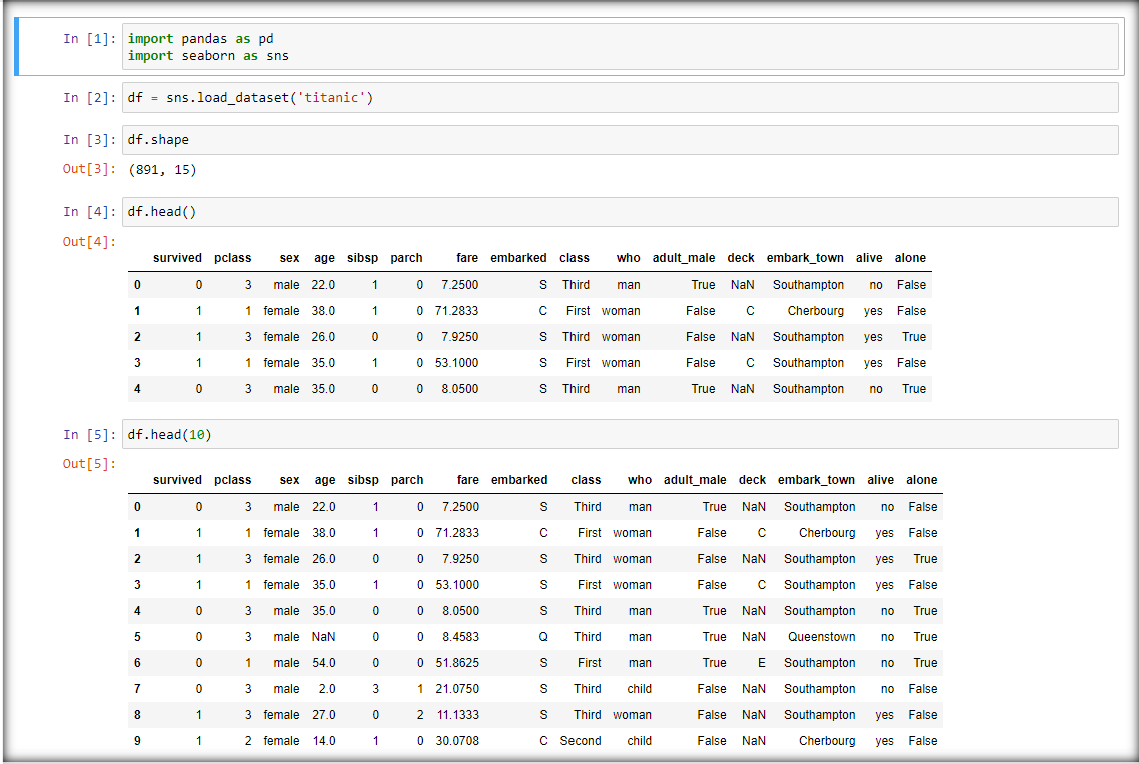 In [1]: import pandas as pd
import seaborn as sns
In [2]: df = sns.load_dataset('titanic')
In [3]: df.shape
Out[3]: (891, 15)
In [4]: df.head()
Out[4]:
survived pclass sex age sibsp parch fare embarked class who adult_male deck embark_town alive alone
0 0 3 male 22.0 1 0 7.2500 S Third man True NaN Southampton no False
1 1 1 female 38.0 1 0 71.2833 C First woman False C Cherbourg yes False
2 1 3 female 26.0 0 0 7.9250 S Third woman False NaN Southampton yes True
3 1 1 female 35.0 1 0 53.1000 S First woman False C Southampton yes False
4 0 3 male 35.0 0 0 8.0500 S Third man True NaN Southampton no True
In [5]: df.head(10)
Out[5]:
survived pclass sex age sibsp parch fare embarked class who adult_male deck embark_town alive alone
0 0 3 male 22.0 1 0 7.2500 S Third man True NaN Southampton no False
1 1 1 female 38.0 1 0 71.2833 C First woman False C Cherbourg yes False
2 1 3 female 26.0 0 0 7.9250 S Third woman False NaN Southampton yes True
3 1 1 female 35.0 1 0 53.1000 S First woman False C Southampton yes False
4 0 3 male 35.0 0 0 8.0500 S Third man True NaN Southampton no True
5 0 3 male NaN 0 0 8.4583 Q Third man True NaN Queenstown no True
6 0 1 male 54.0 0 0 51.8625 S First man True E Southampton no True
7 0 3 male 2.0 3 1 21.0750 S Third child False NaN Southampton no False
8 1 3 female 27.0 0 2 11.1333 S Third woman False NaN Southampton yes False
9 1 2 female 14.0 1 0 30.0708 C Second child False NaN Cherbourg yes False